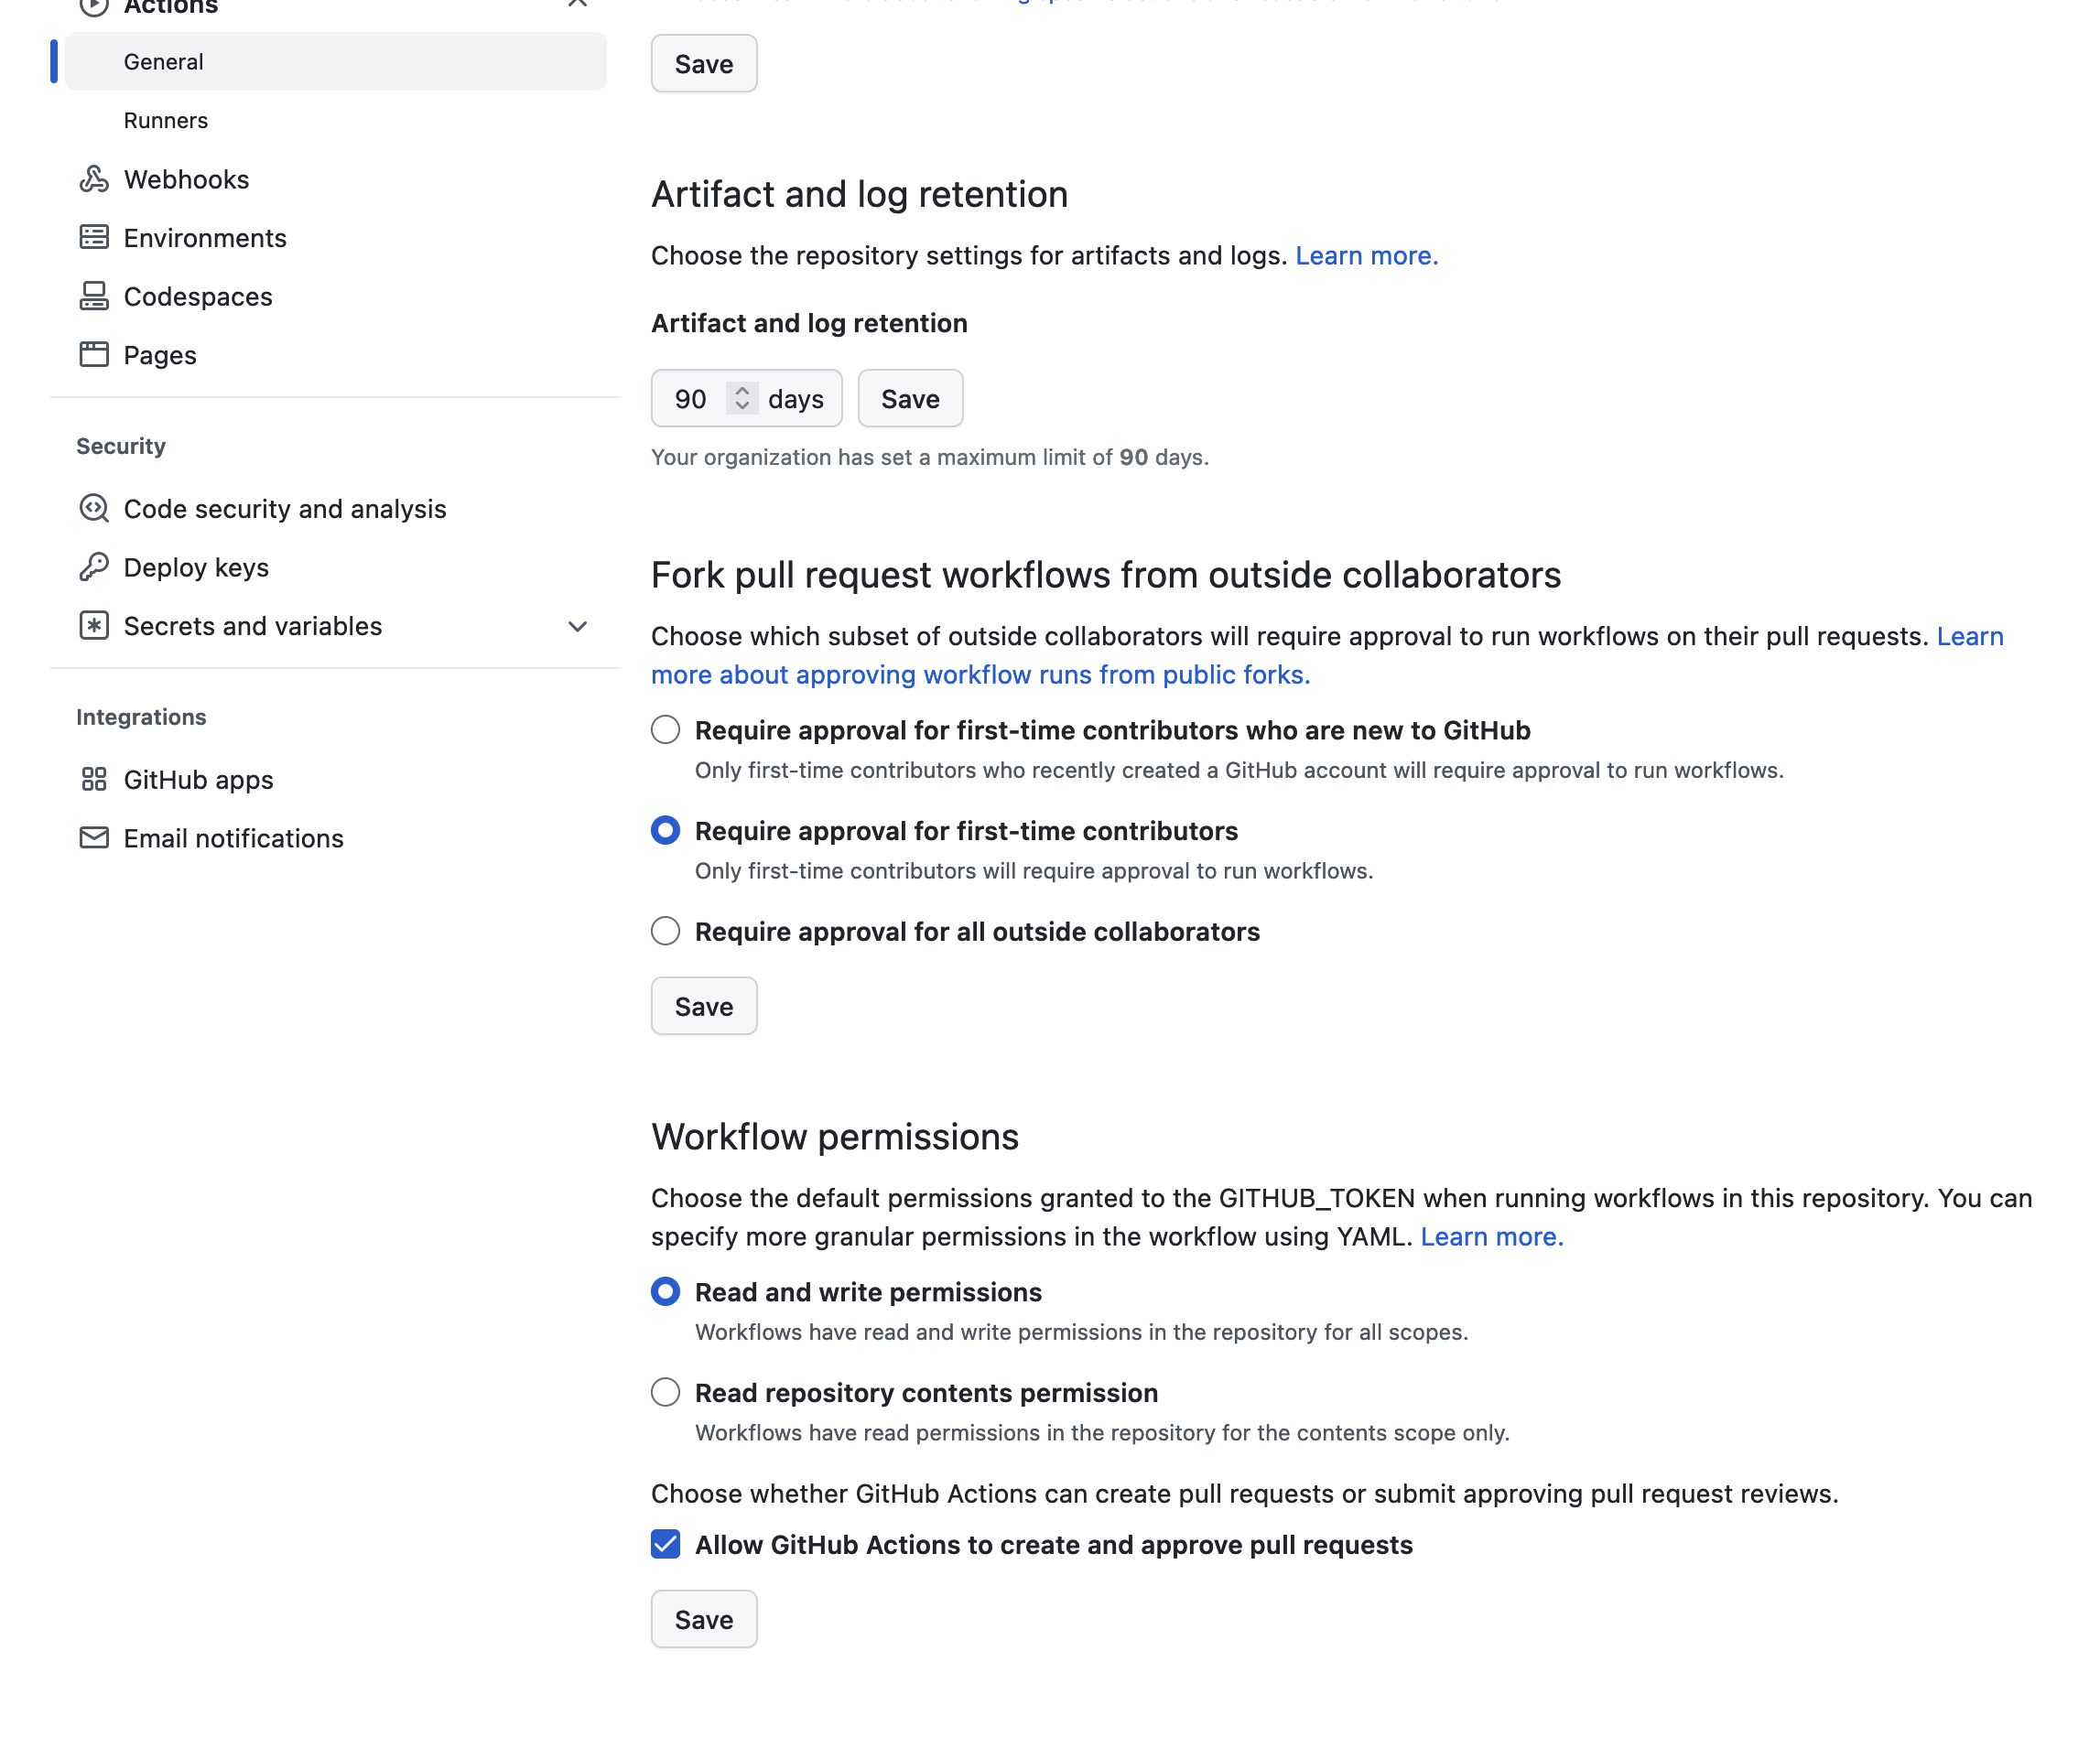 Actions
General
Runners
Webhooks
Environments
Codespaces
Pages
Security
Code security and analysis
Deploy keys
Secrets and variables
Integrations
GitHub apps
Email notifications
Save
Artifact and log retention
Choose the repository settings for artifacts and logs. Learn more.
Artifact and log retention
90 days Save
Your organization has set a maximum limit of 90 days.
Fork pull request workflows from outside collaborators
Choose which subset of outside collaborators will require approval to run workflows on their pull requests. Learn
more about approving workflow runs from public forks.
Require approval for first-time contributors who are new to GitHub
Only first-time contributors who recently created a GitHub account will require approval to run workflows.
Require approval for first-time contributors
Only first-time contributors will require approval to run workflows.
Require approval for all outside collaborators
Save
Workflow permissions
Choose the default permissions granted to the GITHUB_TOKEN when running workflows in this repository. You can
specify more granular permissions in the workflow using YAML. Learn more.
Read and write permissions
Workflows have read and write permissions in the repository for all scopes.
Read repository contents permission
Workflows have read permissions in the repository for the contents scope only.
Choose whether GitHub Actions can create pull requests or submit approving pull request reviews.
Allow GitHub Actions to create and approve pull requests
Save